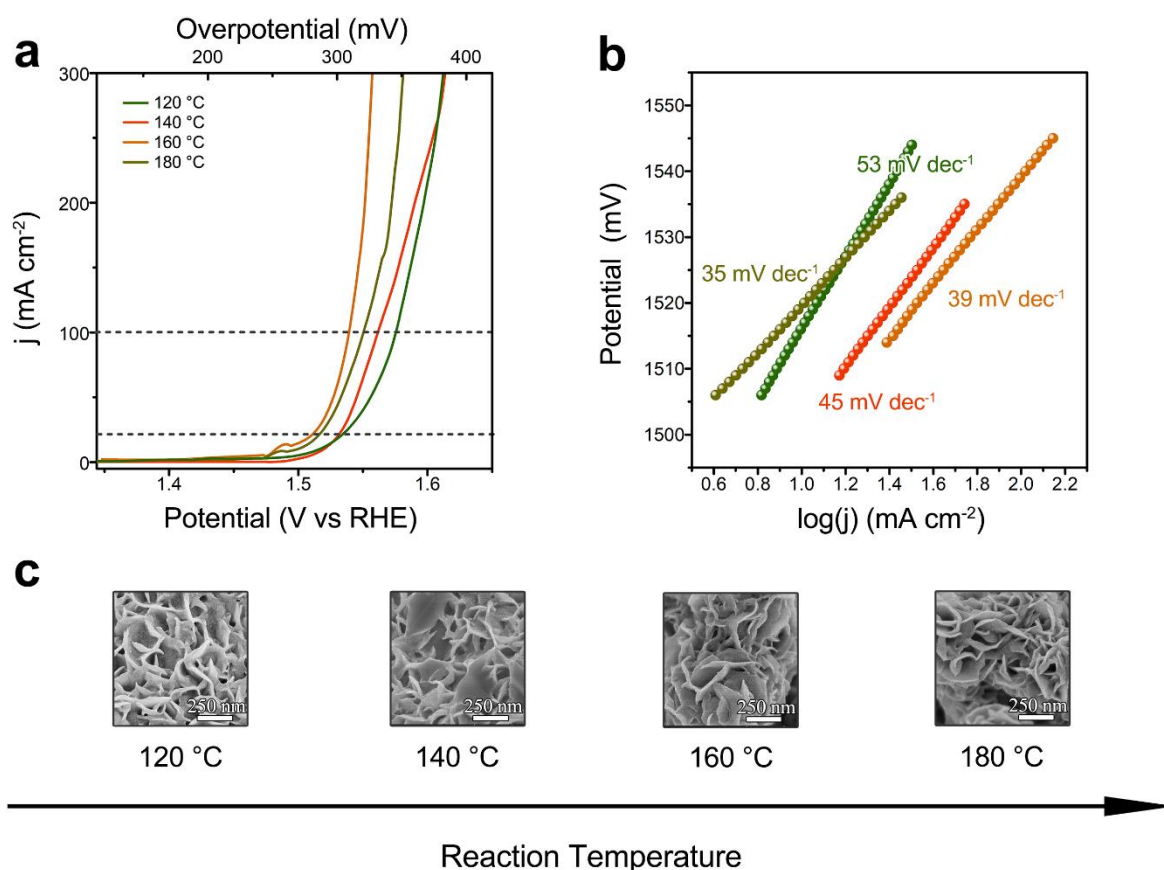 a
Overpotential (mV)
200 300 400
300
200
100
0
j (mA cm⁻²)
120 °C
140 °C
160 °C
180 °C
1.4 1.5 1.6
Potential (V vs RHE)
b
1550
1540
1530
1520
1510
1500
Potential (mV)
53 mV dec⁻¹
35 mV dec⁻¹
39 mV dec⁻¹
45 mV dec⁻¹
0.6 0.8 1.0 1.2 1.4 1.6 1.8 2.0 2.2
log(j) (mA cm⁻²)
c
250 nm 250 nm 250 nm 250 nm
120 °C 140 °C 160 °C 180 °C
Reaction Temperature